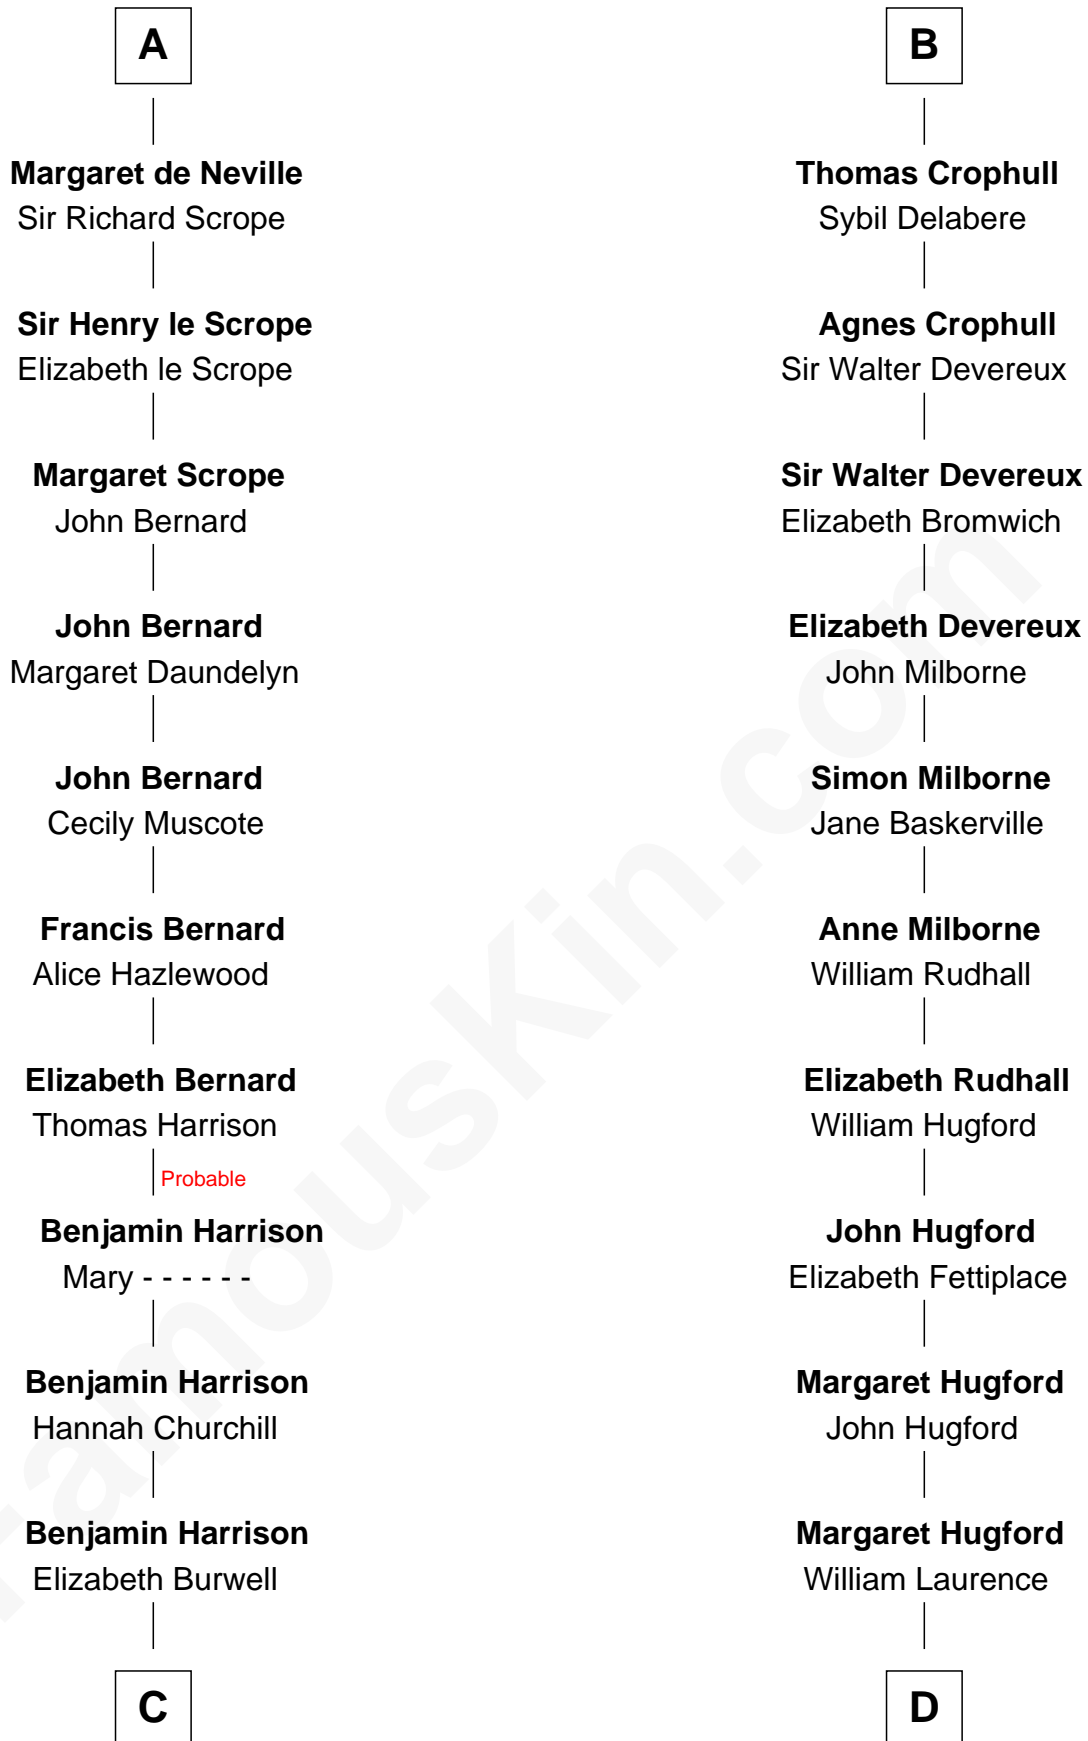 A
Margaret de Neville
Sir Richard Scrope
Sir Henry le Scrope
Elizabeth le Scrope
Margaret Scrope
John Bernard
John Bernard
Margaret Daundelyn
John Bernard
Cecily Muscote
Francis Bernard
Alice Hazlewood
Elizabeth Bernard
Thomas Harrison
Probable
Benjamin Harrison
Mary - - - - - -
Benjamin Harrison
Hannah Churchill
Benjamin Harrison
Elizabeth Burwell
C
B
Thomas Crophull
Sybil Delabere
Agnes Crophull
Sir Walter Devereux
Sir Walter Devereux
Elizabeth Bromwich
Elizabeth Devereux
John Milborne
Simon Milborne
Jane Baskerville
Anne Milborne
William Rudhall
Elizabeth Rudhall
William Hugford
John Hugford
Elizabeth Fettiplace
Margaret Hugford
John Hugford
Margaret Hugford
William Laurence
D
FamousKin.com